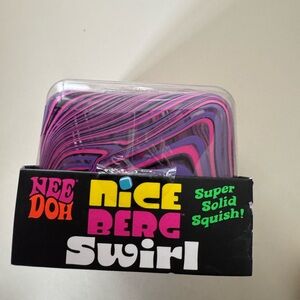 NEE DOH
NiCE BERG
Swirl
Super Solid Squish!